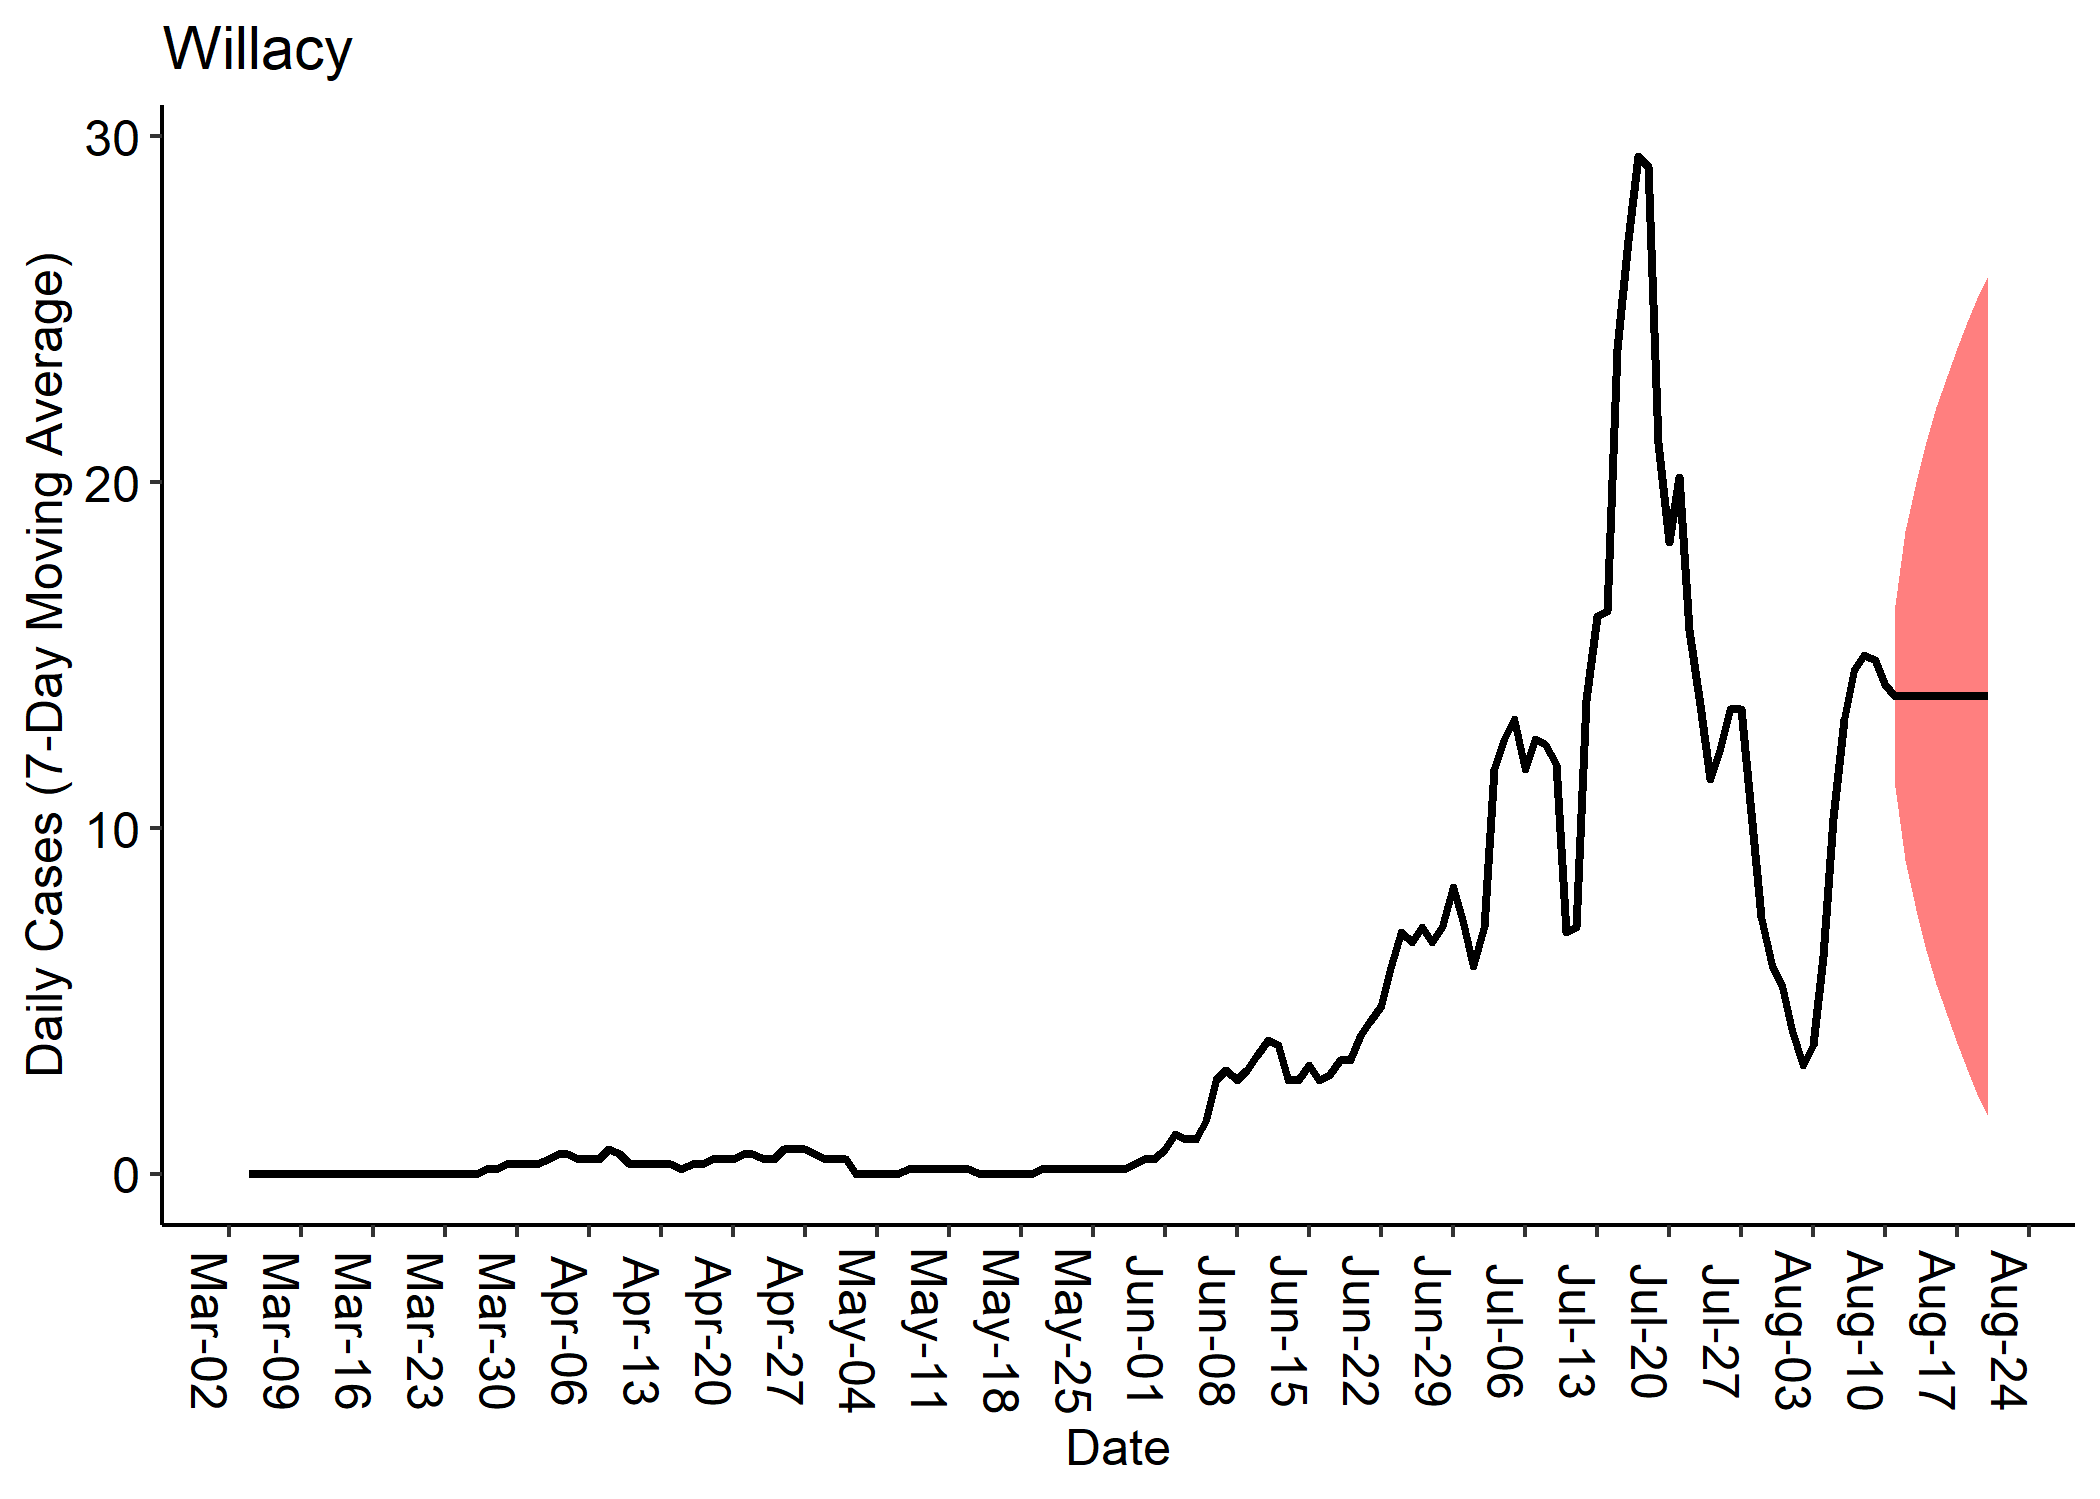 Willacy
Daily Cases (7-Day Moving Average)
30
20
10
0
Mar-02
Mar-09
Mar-16
Mar-23
Mar-30
Apr-06
Apr-13
Apr-20
Apr-27
May-04
May-11
May-18
May-25
Jun-01
Jun-08
Jun-15
Jun-22
Jun-29
Jul-06
Jul-13
Jul-20
Jul-27
Aug-03
Aug-10
Aug-17
Aug-24
Date